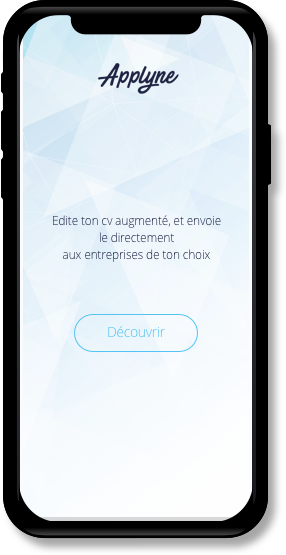 Applyne
Edite ton cv augmenté, et envoie
le directement
aux entreprises de ton choix
Découvrir